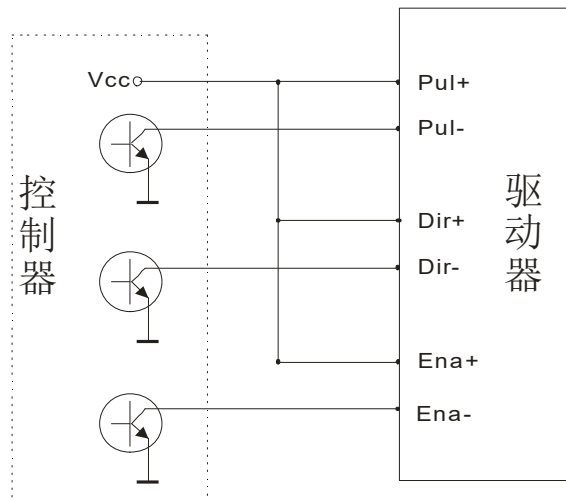 Vcc
Pul+
Pul-
控制器
驱动器
Dir+
Dir-
Ena+
Ena-